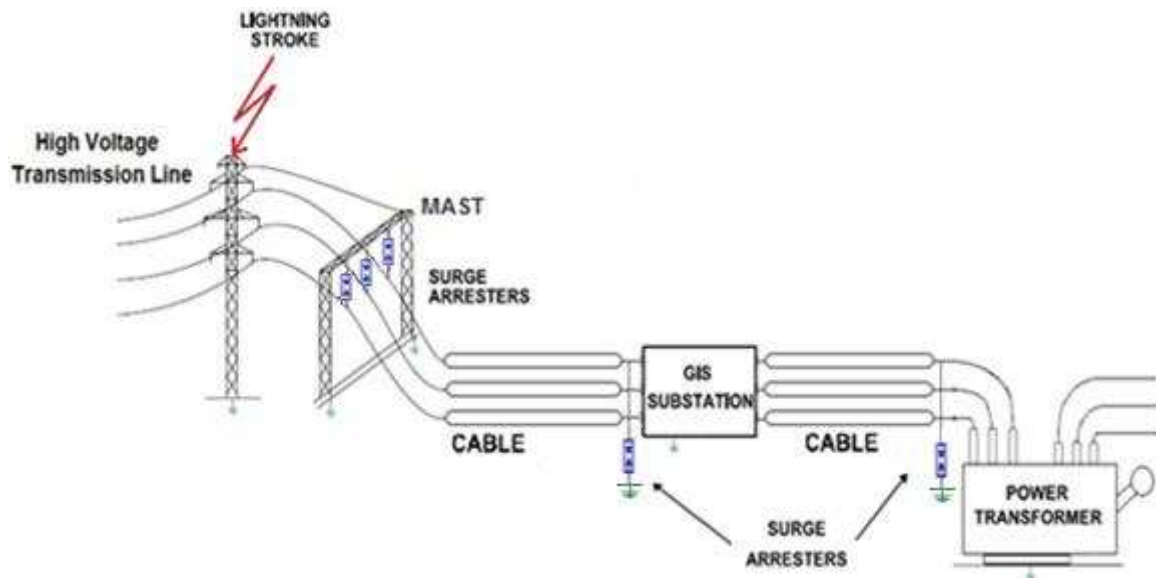 LIGHTNING
STROKE
High Voltage
Transmission Line
MAST
SURGE
ARRESTERS
GIS
SUBSTATION
CABLE
CABLE
POWER
TRANSFORMER
SURGE
ARRESTERS